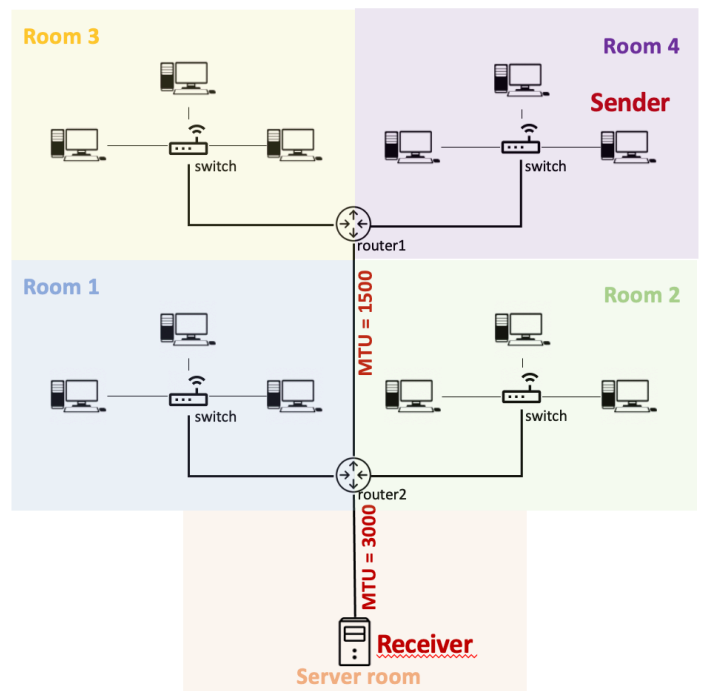 Room 3
Room 4
Sender
switch
switch
router1
Room 1
MTU = 1500
Room 2
switch
switch
router2
MTU = 3000
Receiver
Server room